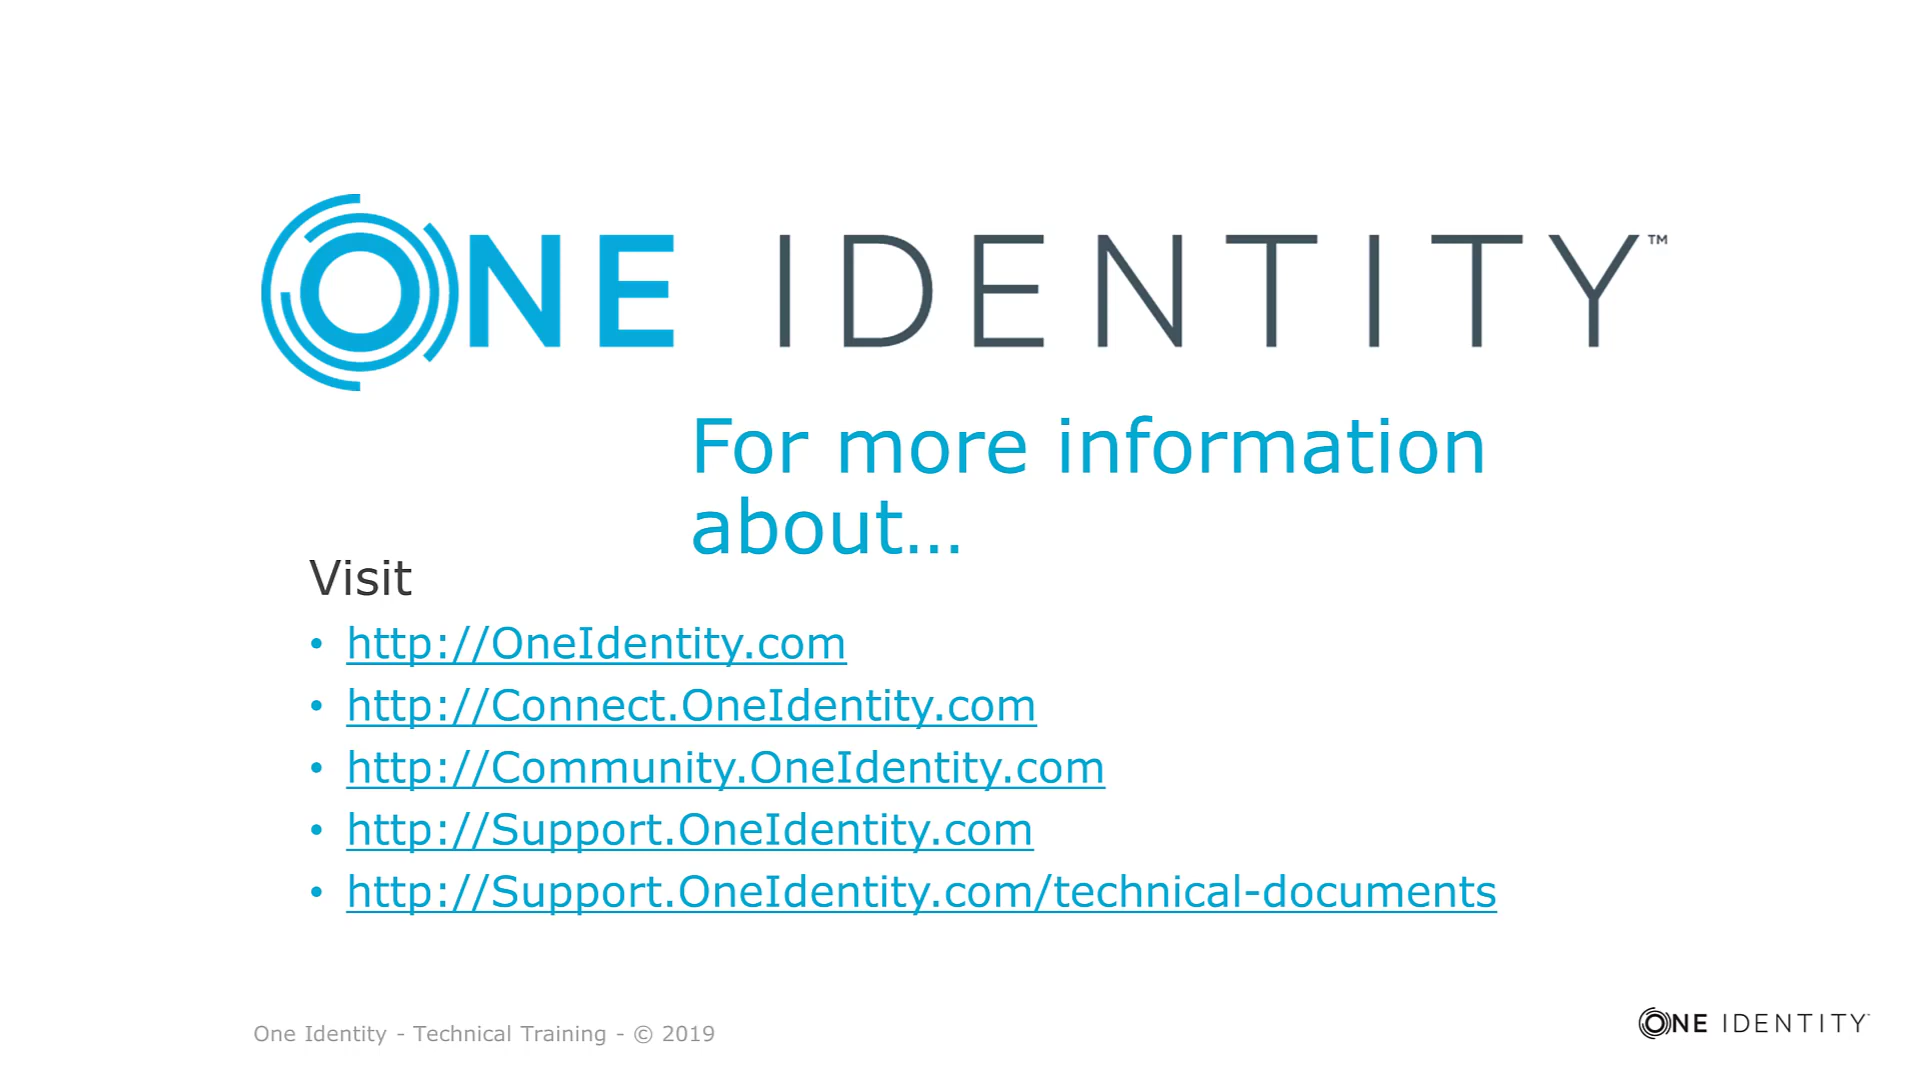 ONE IDENTITY™
For more information
about…
Visit
• http://OneIdentity.com
• http://Connect.OneIdentity.com
• http://Community.OneIdentity.com
• http://Support.OneIdentity.com
• http://Support.OneIdentity.com/technical-documents
One Identity - Technical Training - © 2019
ONE IDENTITY™